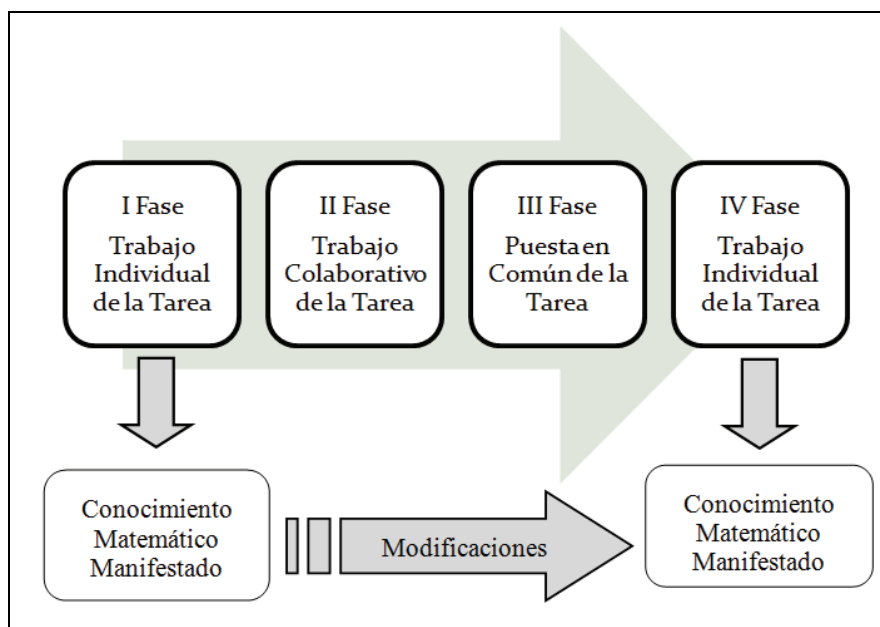 I Fase
Trabajo
Individual
de la Tarea
II Fase
Trabajo
Colaborativo
de la Tarea
III Fase
Puesta en
Común de la
Tarea
IV Fase
Trabajo
Individual
de la Tarea
Conocimiento
Matemático
Manifestado
Modificaciones
Conocimiento
Matemático
Manifestado